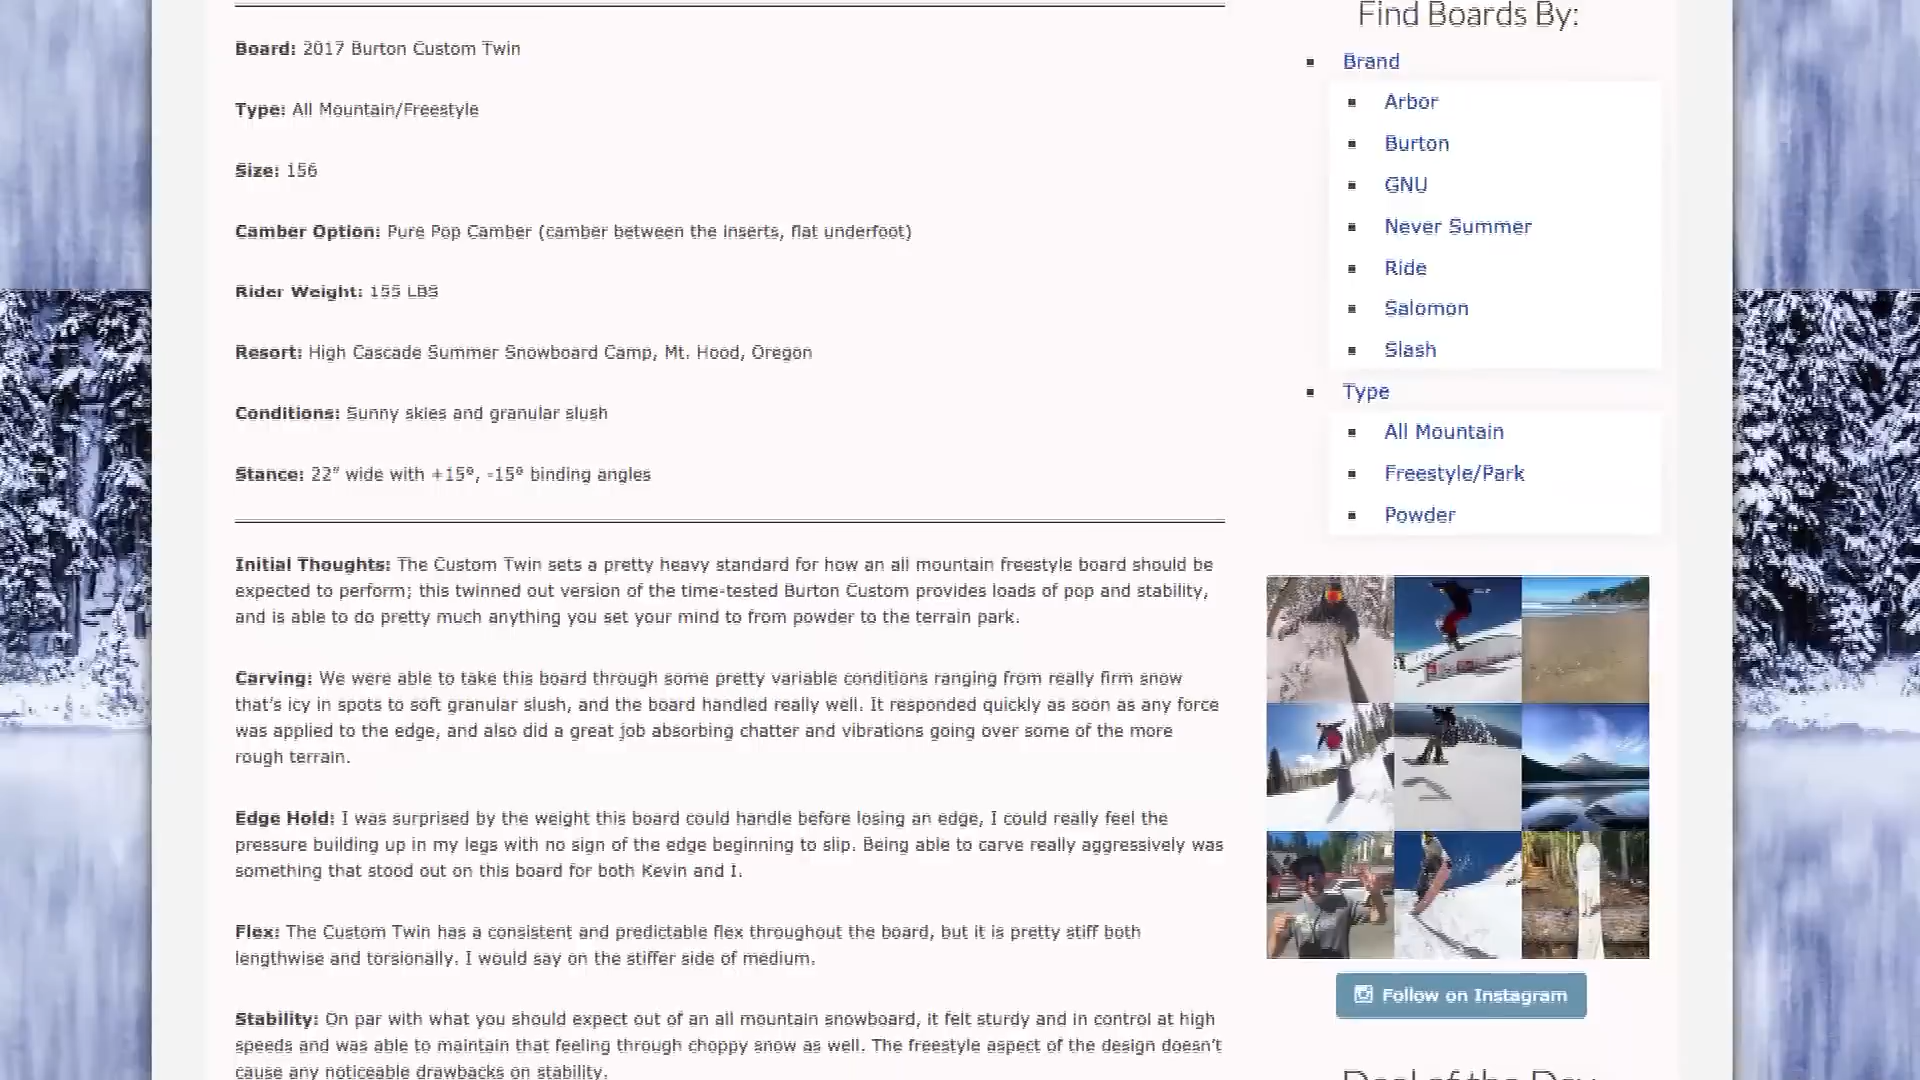 Board: 2017 Burton Custom Twin
Type: All Mountain/Freestyle
Size: 156
Camber Option: Pure Pop Camber (camber between the inserts, flat underfoot)
Rider Weight: 155 LBS
Resort: High Cascade Summer Snowboard Camp, Mt. Hood, Oregon
Conditions: Sunny skies and granular slush
Stance: 22″ wide with +15º, -15º binding angles
Initial Thoughts: The Custom Twin sets a pretty heavy standard for how an all mountain freestyle board should be
expected to perform; this twinned out version of the time-tested Burton Custom provides loads of pop and stability,
and is able to do pretty much anything you set your mind to from powder to the terrain park.
Carving: We were able to take this board through some pretty variable conditions ranging from really firm snow
that’s icy in spots to soft granular slush, and the board handled really well. It responded quickly as soon as any force
was applied to the edge, and also did a great job absorbing chatter and vibrations going over some of the more
rough terrain.
Edge Hold: I was surprised by the weight this board could handle before losing an edge, I could really feel the
pressure building up in my legs with no sign of the edge beginning to slip. Being able to carve really aggressively was
something that stood out on this board for both Kevin and I.
Flex: The Custom Twin has a consistent and predictable flex throughout the board, but it is pretty stiff both
lengthwise and torsionally. I would say on the stiffer side of medium.
Stability: On par with what you should expect out of an all mountain snowboard, it felt sturdy and in control at high
speeds and was able to maintain that feeling through choppy snow as well. The freestyle aspect of the design doesn’t
cause any noticeable drawbacks on stability.
Find Boards By:
Brand
Arbor
Burton
GNU
Never Summer
Ride
Salomon
Slash
Type
All Mountain
Freestyle/Park
Powder
Follow on Instagram
Deal of the Day